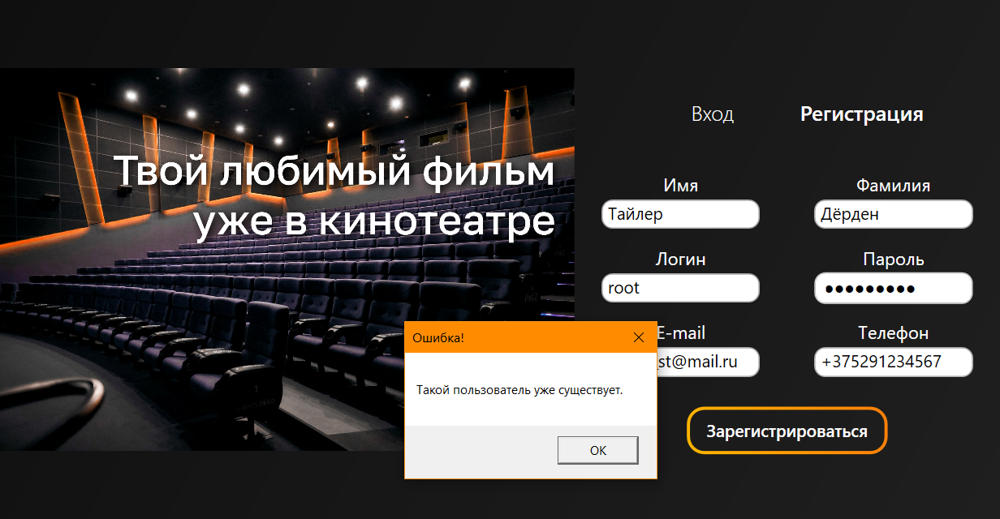 Твой любимый фильм
уже в кинотеатре
Вход
Регистрация
Имя
Фамилия
Тайлер
Дёрден
Логин
Пароль
root
●●●●●●●●●
E-mail
Телефон
st@mail.ru
+375291234567
Зарегистрироваться
Ошибка!
Такой пользователь уже существует.
OK